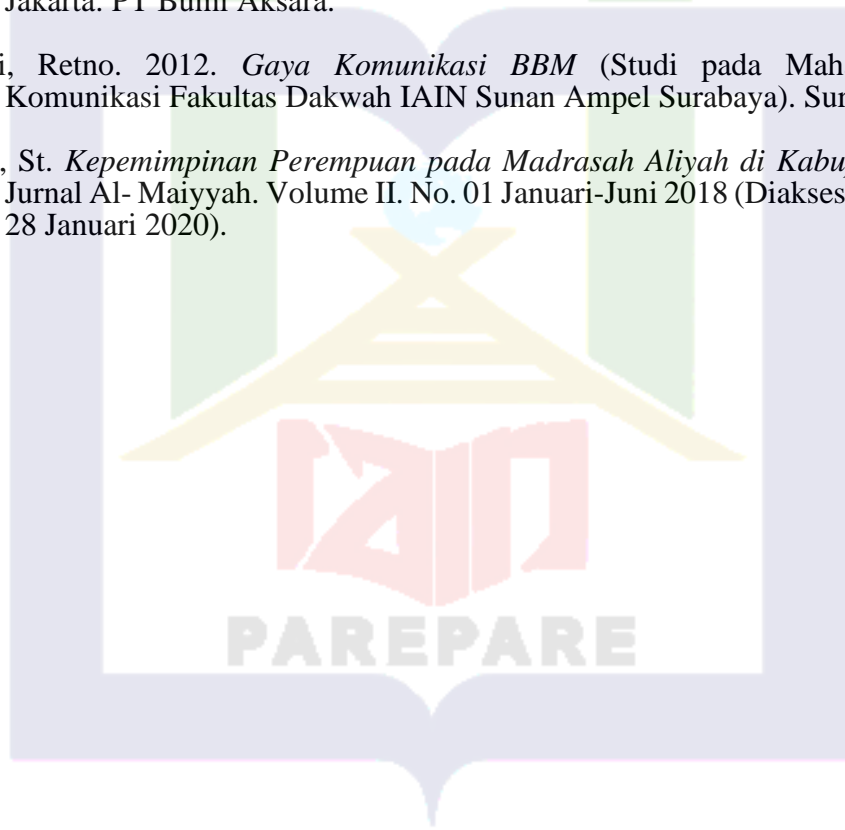 Jakarta. PT Bumi Aksara.
i, Retno. 2012. Gaya Komunikasi BBM (Studi pada Mah
Komunikasi Fakultas Dakwah IAIN Sunan Ampel Surabaya). Sur
, St. Kepemimpinan Perempuan pada Madrasah Aliyah di Kabu
Jurnal Al- Maiyyah. Volume II. No. 01 Januari-Juni 2018 (Diakses
28 Januari 2020).
iain
PAREPARE